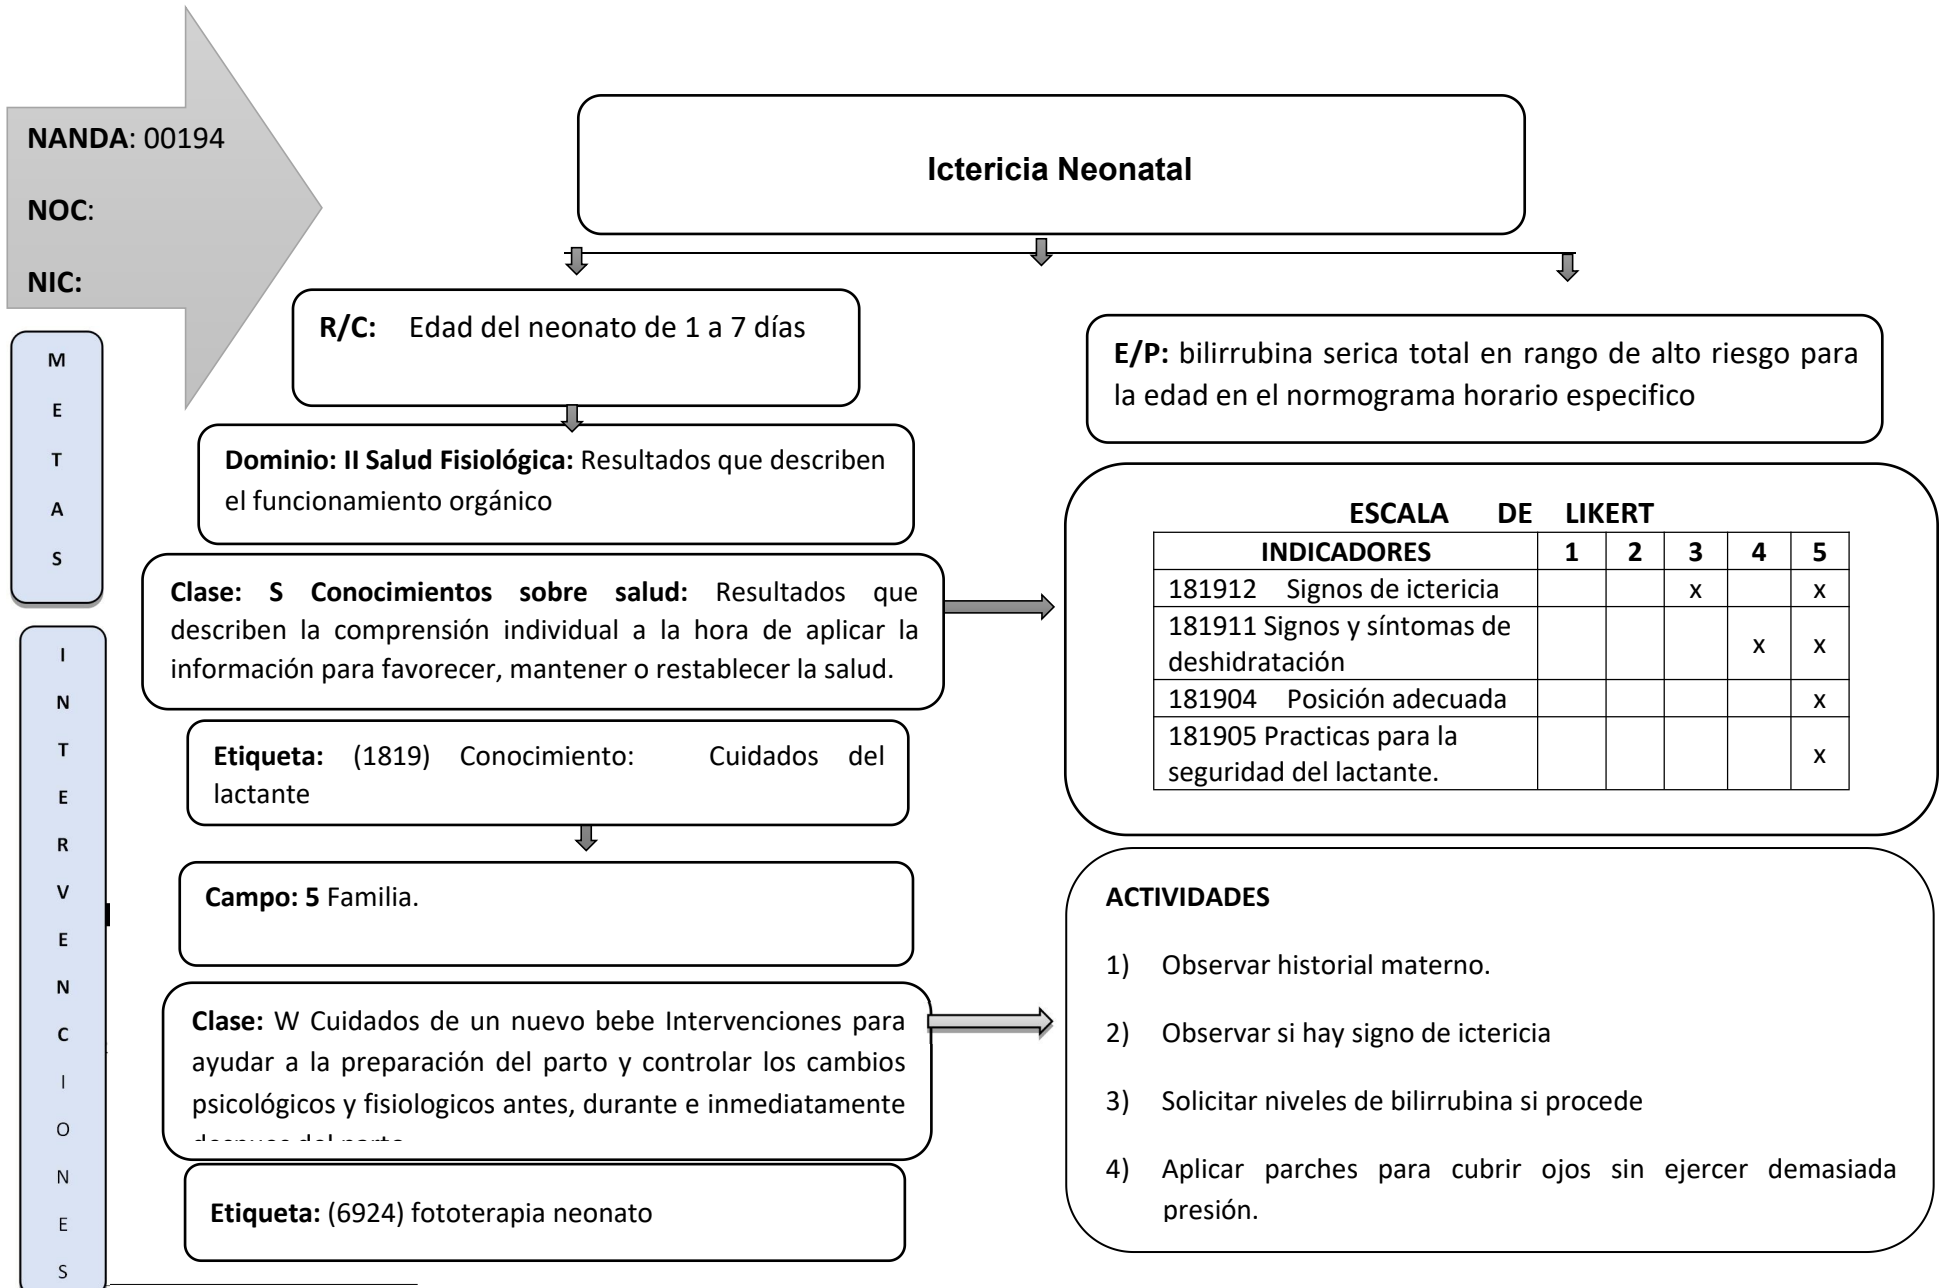 NANDA: 00194
NOC:
NIC:
Ictericia Neonatal
R/C: Edad del neonato de 1 a 7 días
E/P: bilirrubina serica total en rango de alto riesgo para
la edad en el normograma horario especifico
M
E
T
A
S
Dominio: II Salud Fisiológica: Resultados que describen
el funcionamiento orgánico
Clase: S Conocimientos sobre salud: Resultados que
describen la comprensión individual a la hora de aplicar la
información para favorecer, mantener o restablecer la salud.
Etiqueta: (1819) Conocimiento: Cuidados del
lactante
ESCALA DE LIKERT
INDICADORES 1 2 3 4 5
181912 Signos de ictericia x x
181911 Signos y síntomas de
deshidratación x x
181904 Posición adecuada x
181905 Practicas para la
seguridad del lactante. x
I
N
T
E
R
V
E
N
C
I
O
N
E
S
Campo: 5 Familia.
Clase: W Cuidados de un nuevo bebe Intervenciones para
ayudar a la preparación del parto y controlar los cambios
psicológicos y fisiologicos antes, durante e inmediatamente
despues del parto
Etiqueta: (6924) fototerapia neonato
ACTIVIDADES
1) Observar historial materno.
2) Observar si hay signo de ictericia
3) Solicitar niveles de bilirrubina si procede
4) Aplicar parches para cubrir ojos sin ejercer demasiada
presión.